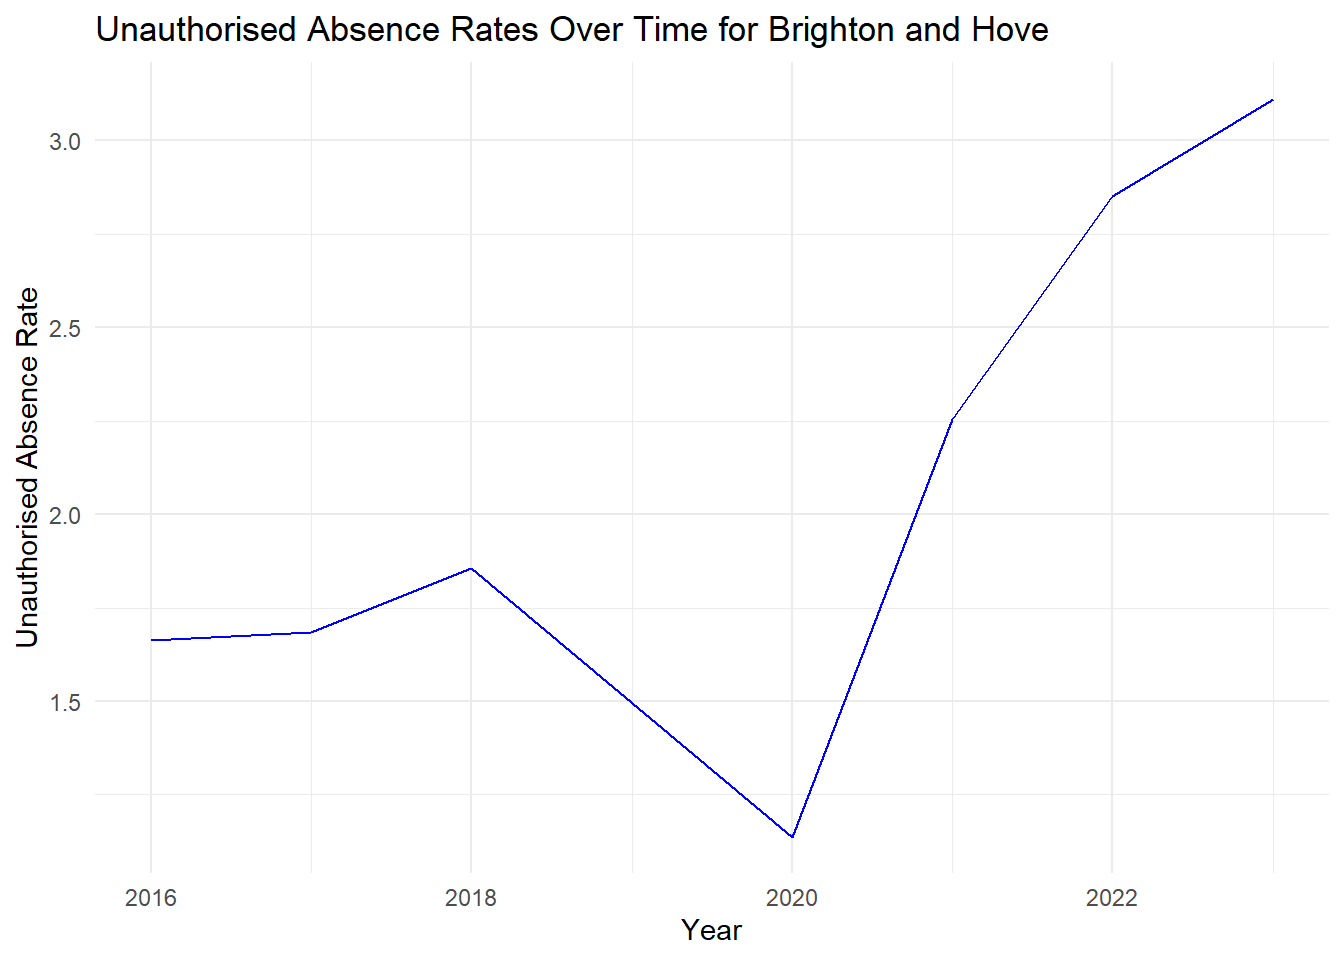 Unauthorised Absence Rates Over Time for Brighton and Hove
Unauthorised Absence Rate
3.0
2.5
2.0
1.5
2016 2018 2020 2022
Year